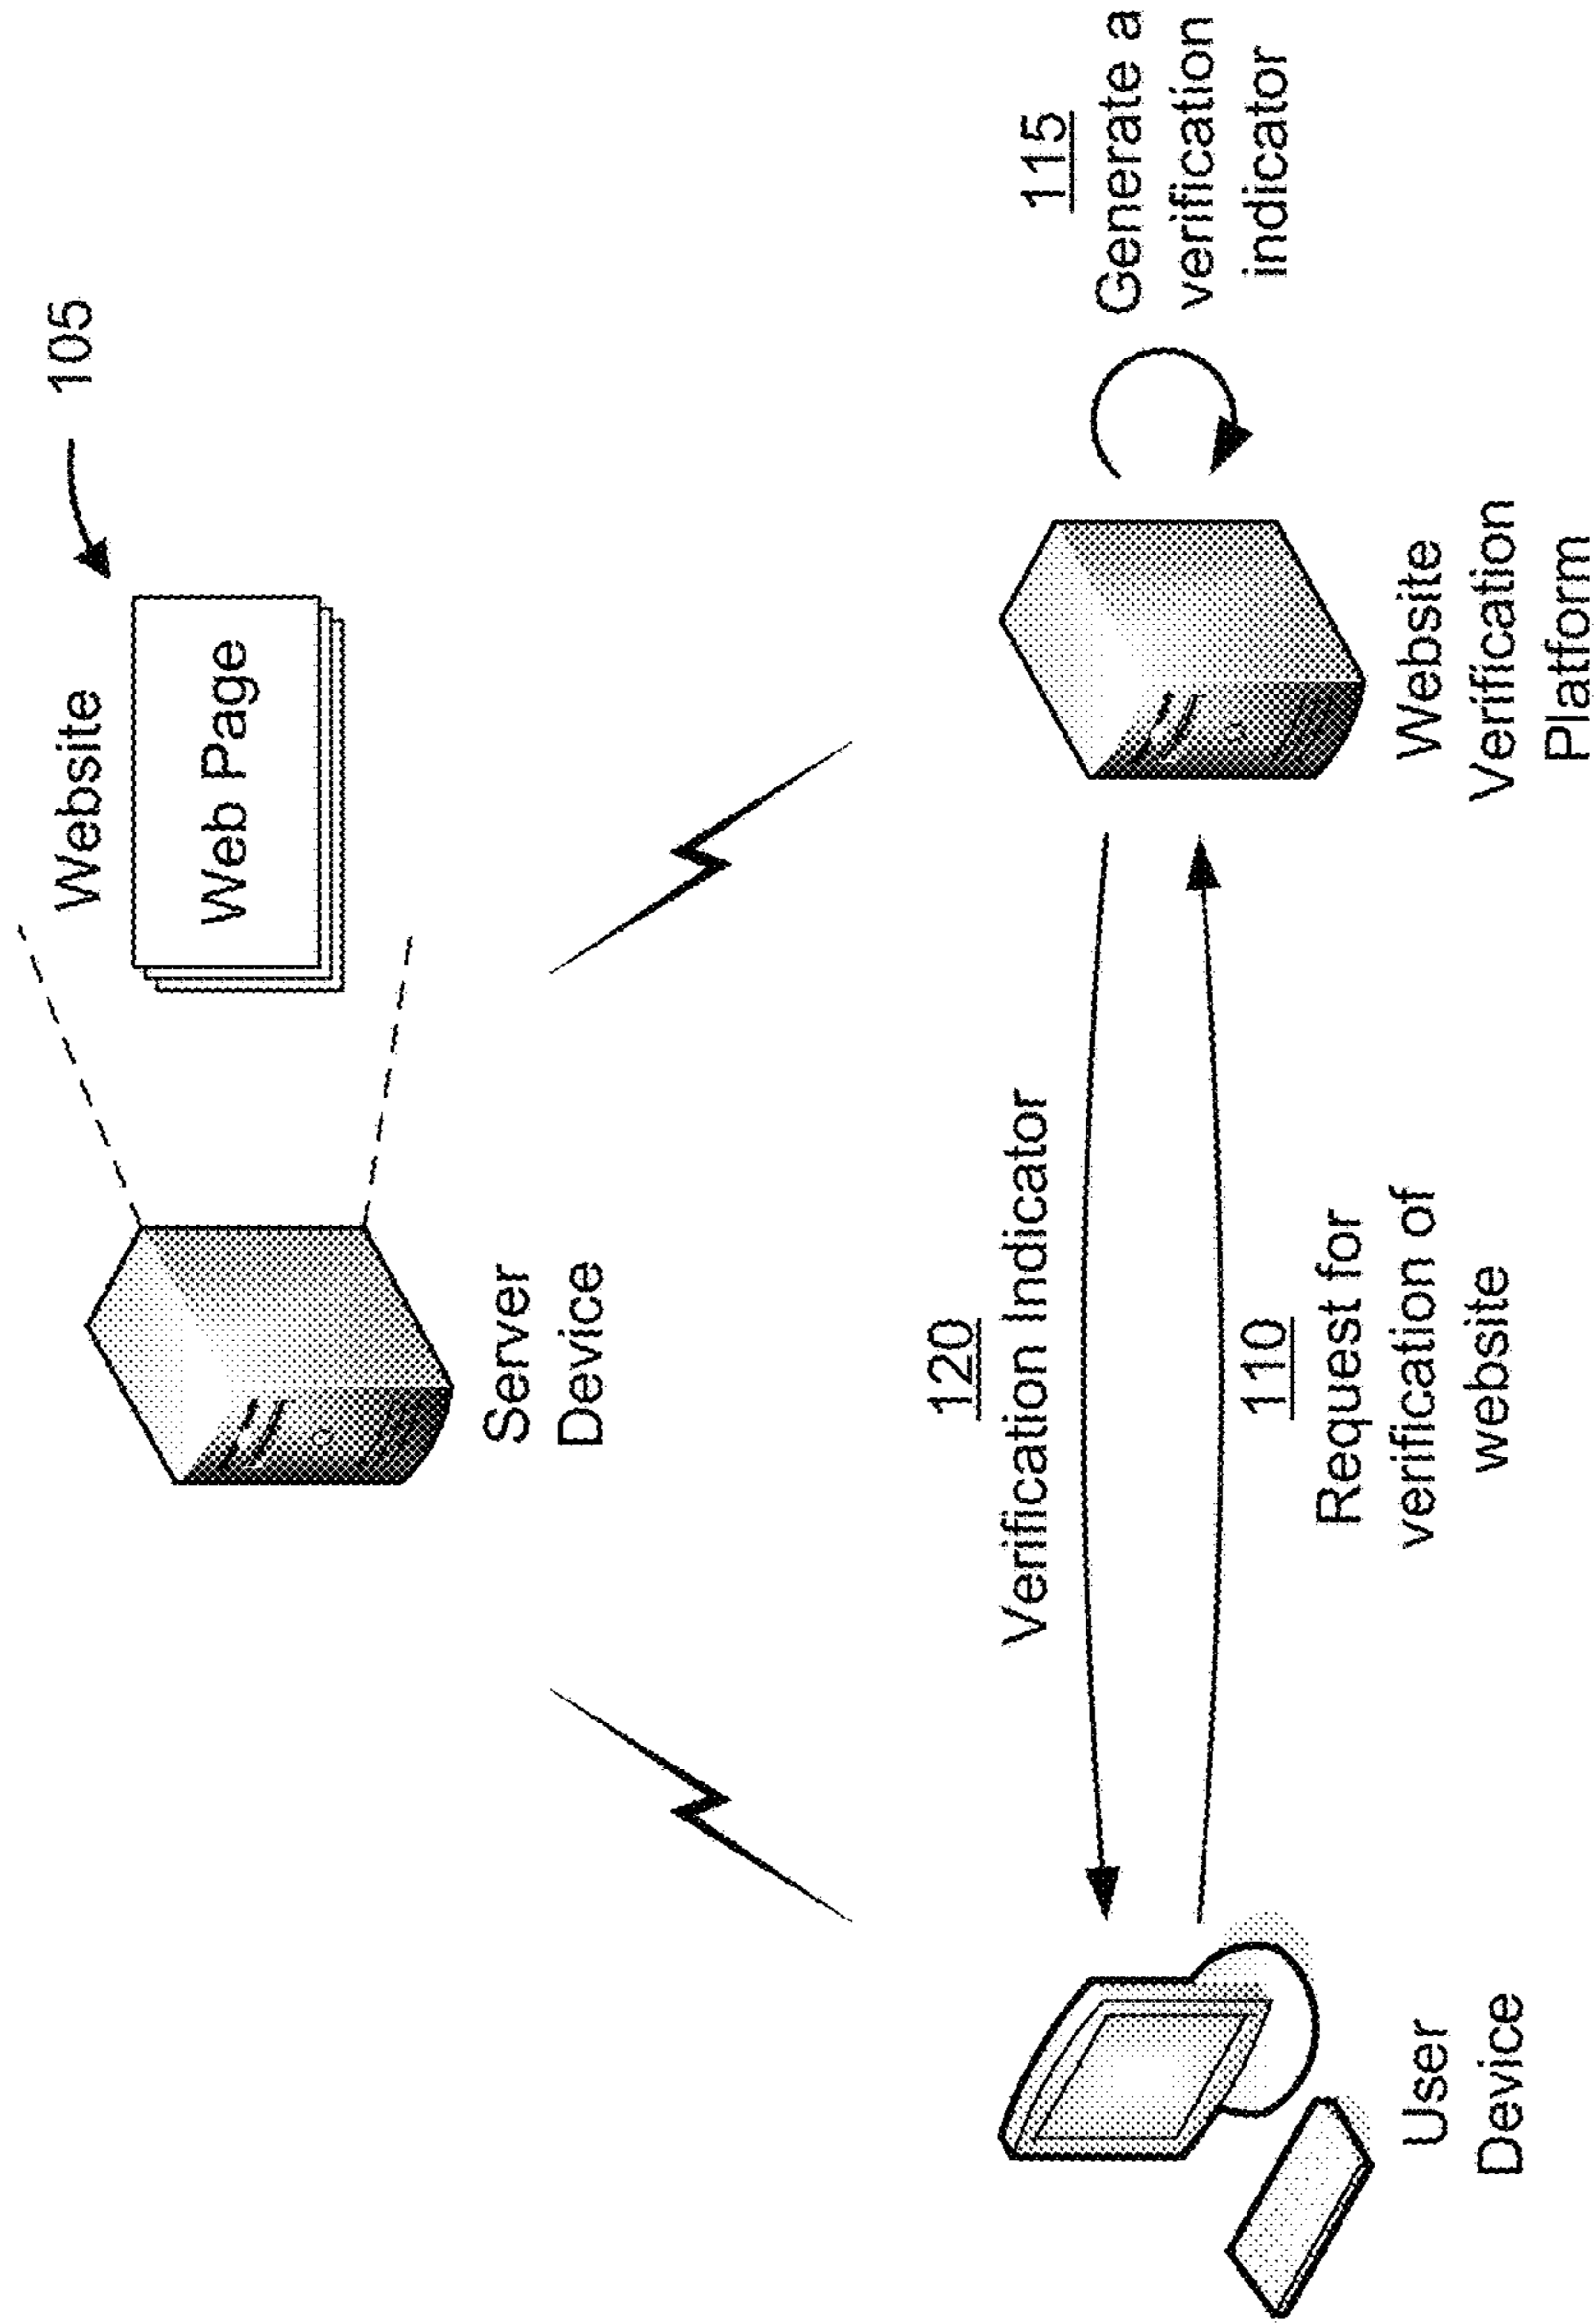 105
Website
Web Page
Server
Device
120
Verification Indicator
110
Request for
verification of
website
115
Generate a
verification
indicator
User
Device
Website
Verification
Platform